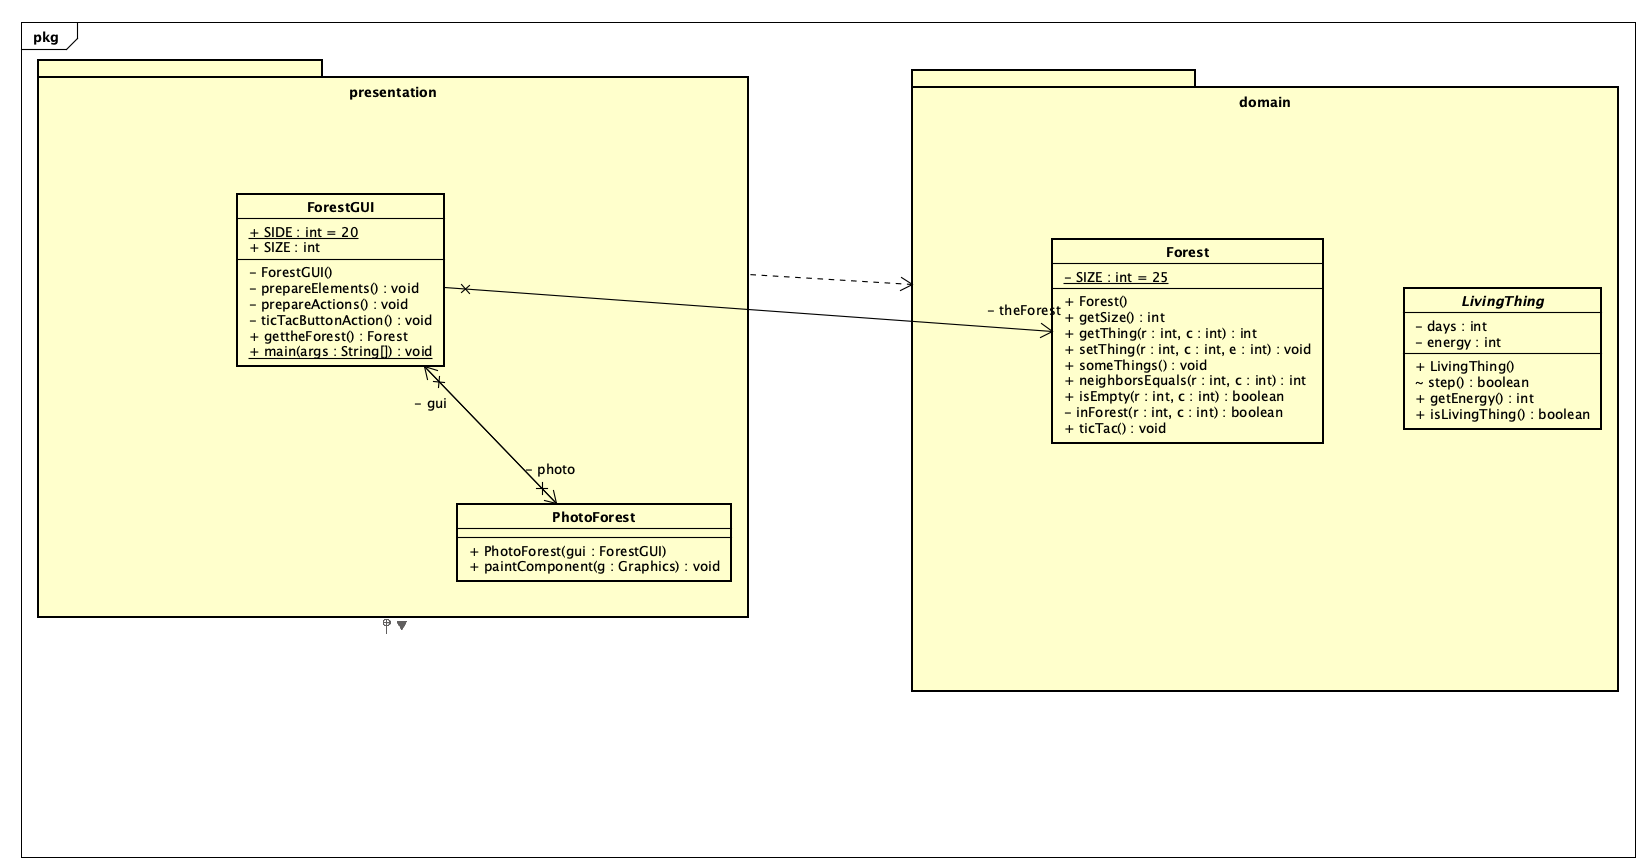 pkg
presentation
ForestGUI
+ SIDE : int = 20
+ SIZE : int
- ForestGUI()
- prepareElements() : void
- prepareActions() : void
- ticTacButtonAction() : void
+ gettheForest() : Forest
+ main(args : String[]) : void
- gui
- photo
PhotoForest
+ PhotoForest(gui : ForestGUI)
+ paintComponent(g : Graphics) : void
domain
- theForest
Forest
- SIZE : int = 25
+ Forest()
+ getSize() : int
+ getThing(r : int, c : int) : int
+ setThing(r : int, c : int, e : int) : void
+ someThings() : void
+ neighborsEquals(r : int, c : int) : int
+ isEmpty(r : int, c : int) : boolean
- inForest(r : int, c : int) : boolean
+ ticTac() : void
LivingThing
- days : int
- energy : int
+ LivingThing()
~ step() : boolean
+ getEnergy() : int
+ isLivingThing() : boolean